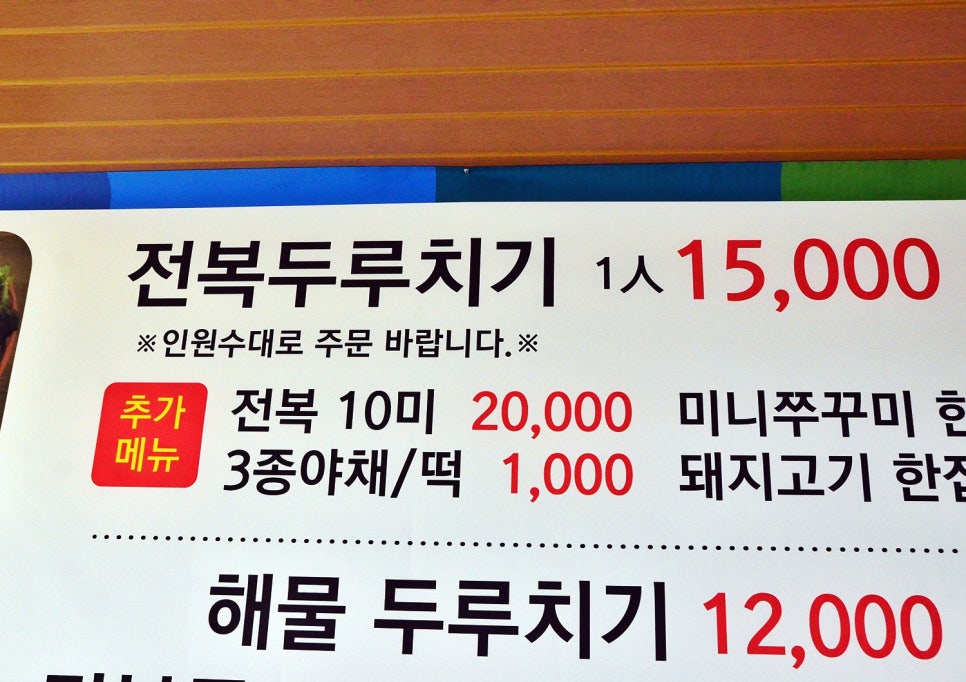 전복두루치기 1人 15,000
※인원수대로 주문 바랍니다.※
추가
메뉴
전복 10미 20,000 미니쭈꾸미
3종야채/떡 1,000 돼지고기
해물 두루치기 12,000